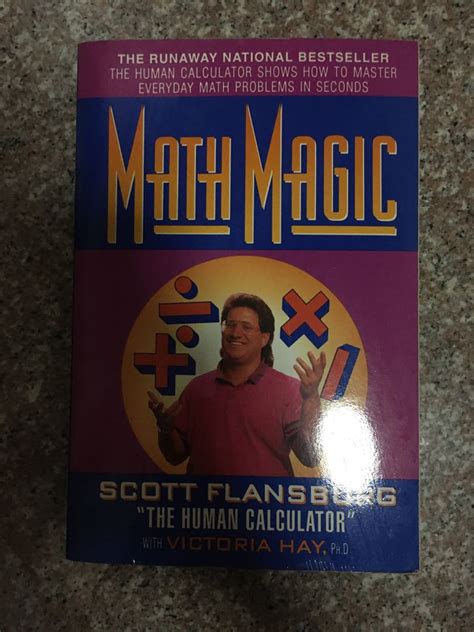 THE RUNAWAY NATIONAL BESTSELLER
THE HUMAN CALCULATOR SHOWS HOW TO MASTER
EVERYDAY MATH PROBLEMS IN SECONDS
MATH MAGIC
SCOTT FLANSBURG
"THE HUMAN CALCULATOR"
WITH VICTORIA HAY, PH.D.